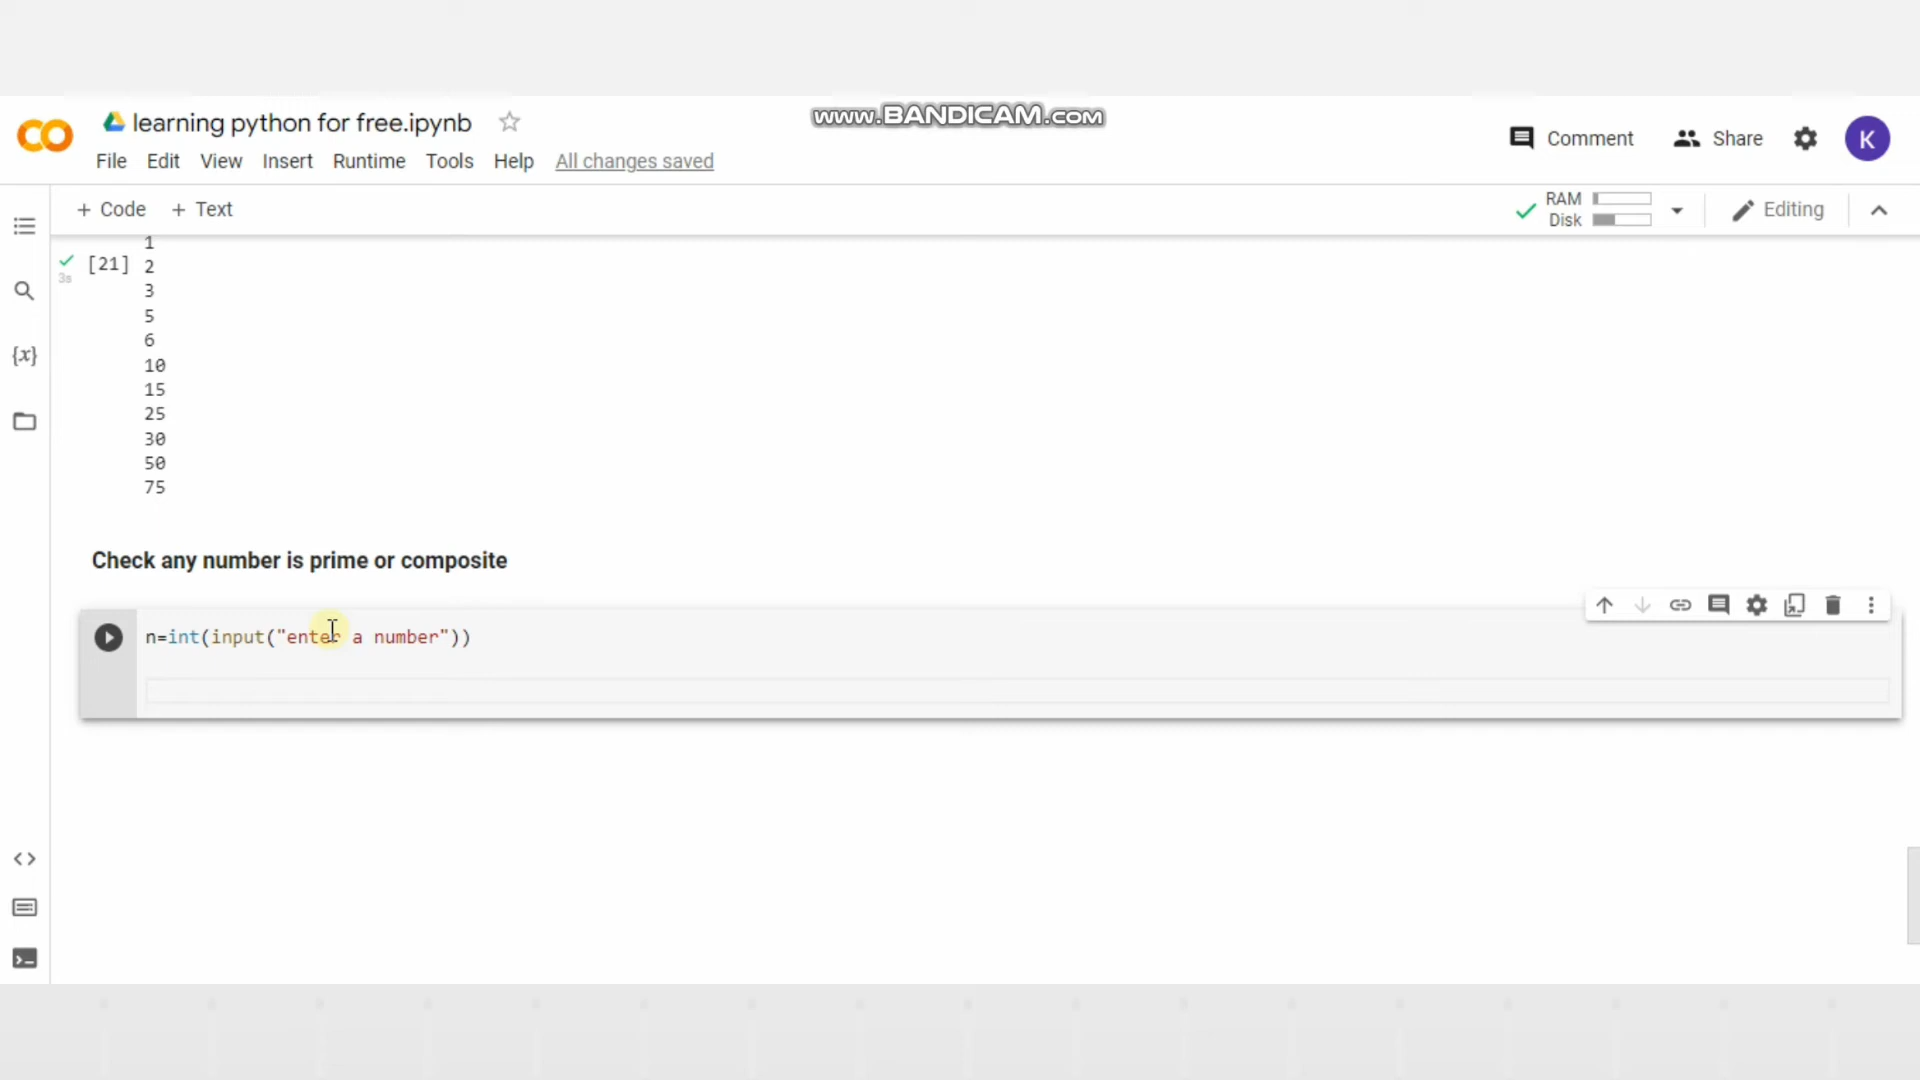 www.BANDICAM.com
learning python for free.ipynb
File Edit View Insert Runtime Tools Help All changes saved
Comment Share K
+ Code + Text
RAM
Disk
Editing
1
[21] 2
3s
3
5
6
10
15
25
30
50
75
Check any number is prime or composite
n=int(input("enter a number"))
{x}